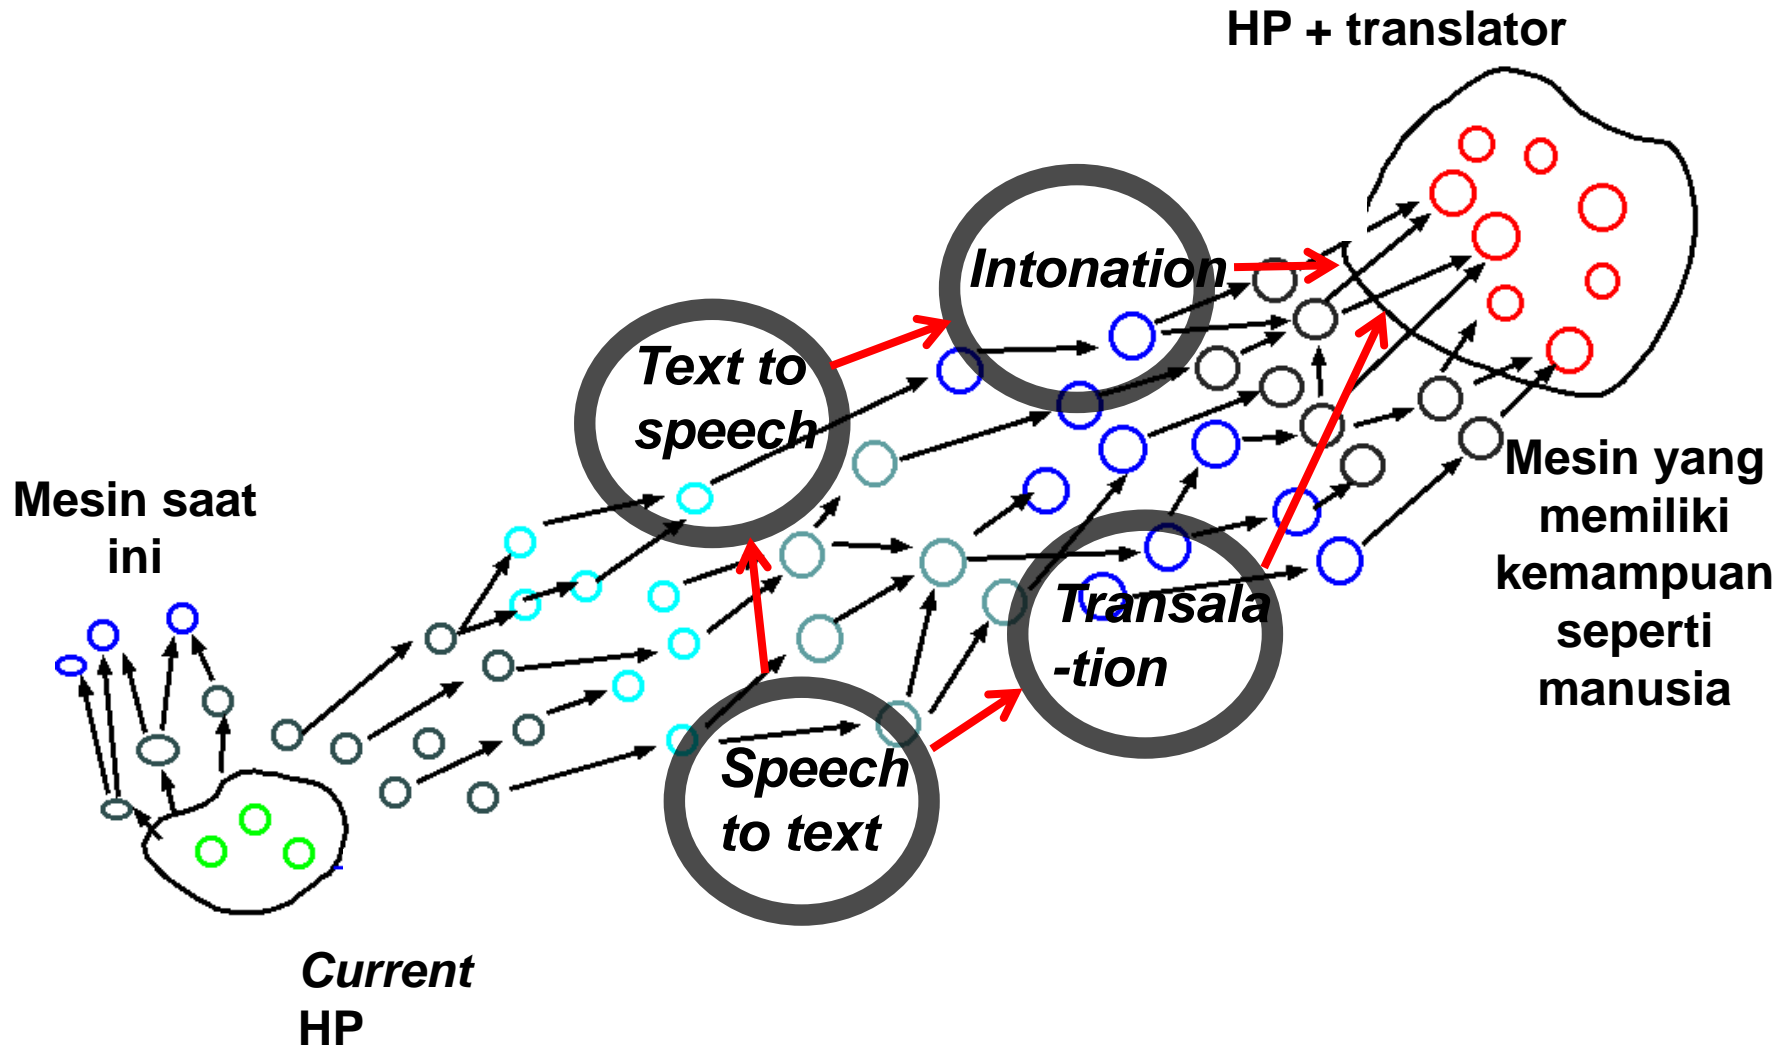 HP + translator
Intonation
Text to
speech
Mesin saat
ini
Mesin yang
memiliki
kemampuan
seperti
manusia
Transala
-tion
Speech
to text
Current
HP